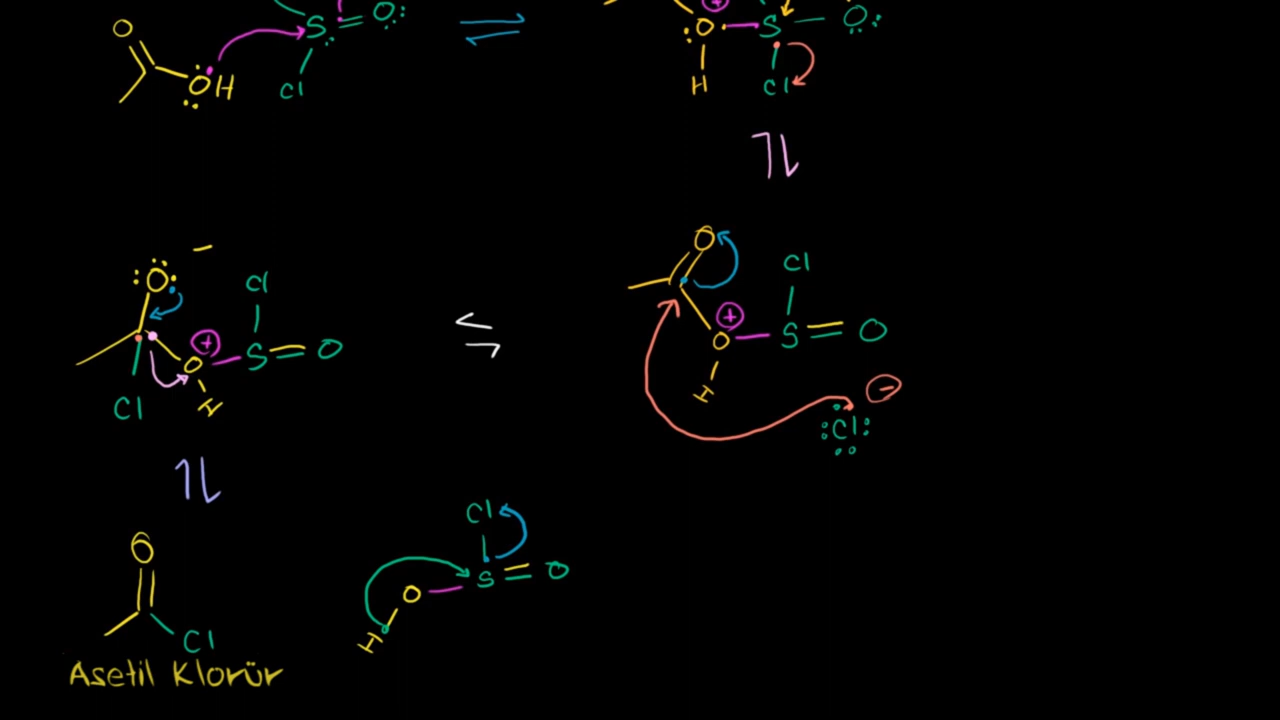 O S O: O: S O:
OH Cl H Cl
O Cl
:O: − Cl
⊕ ⊕
O S O O S O
H H ⊖
Cl :Cl:
Cl
O S O
O
H
Cl
Asetil Klorür